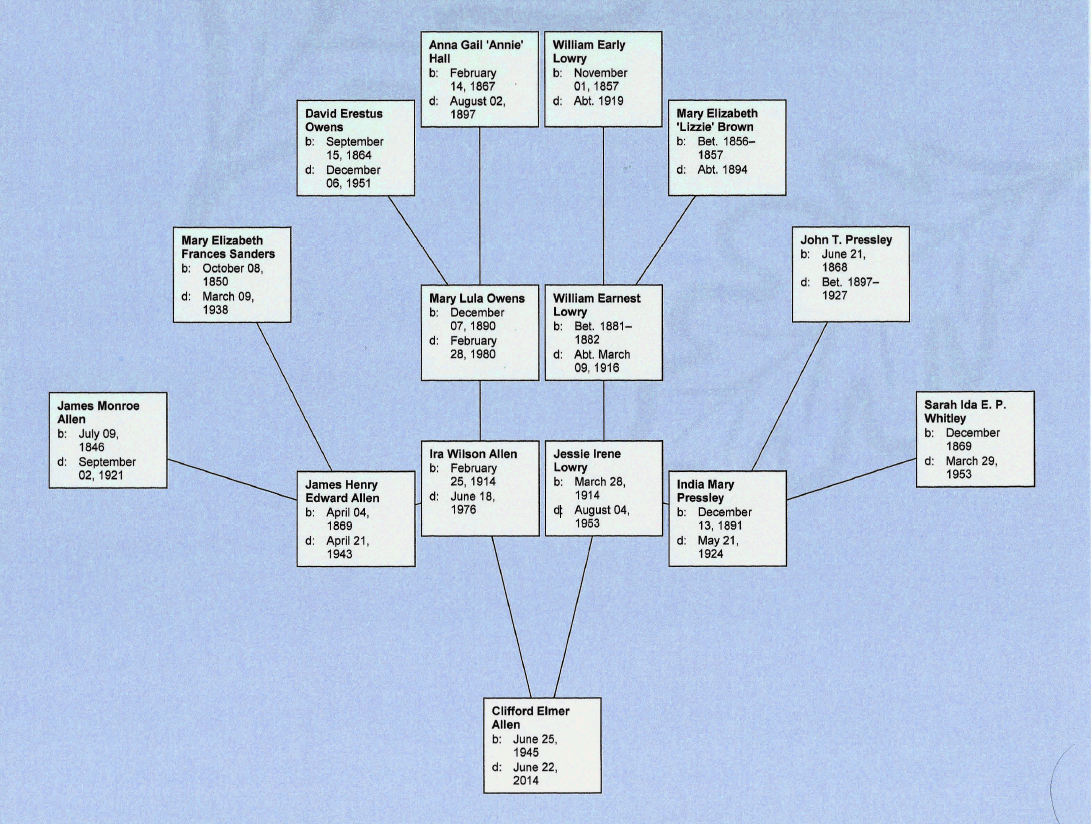 Anna Gail 'Annie'
Hall
b: February
14, 1867
d: August 02,
1897
William Early
Lowry
b: November
01, 1857
d: Abt. 1919
David Erestus
Owens
b: September
15, 1864
d: December
06, 1951
Mary Elizabeth
'Lizzie' Brown
b: Bet. 1856–
1857
d: Abt. 1894
Mary Elizabeth
Frances Sanders
b: October 08,
1850
d: March 09,
1938
John T. Pressley
b: June 21,
1868
d: Bet. 1897–
1927
Mary Lula Owens
b: December
07, 1890
d: February
28, 1980
William Earnest
Lowry
b: Bet. 1881–
1882
d: Abt. March
09, 1916
James Monroe
Allen
b: July 09,
1846
d: September
02, 1921
Sarah Ida E. P.
Whitley
b: December
1869
d: March 29,
1953
Ira Wilson Allen
b: February
25, 1914
d: June 18,
1976
Jessie Irene
Lowry
b: March 28,
1914
d: August 04,
1953
James Henry
Edward Allen
b: April 04,
1869
d: April 21,
1943
India Mary
Pressley
b: December
13, 1891
d: May 21,
1924
Clifford Elmer
Allen
b: June 25,
1945
d: June 22,
2014